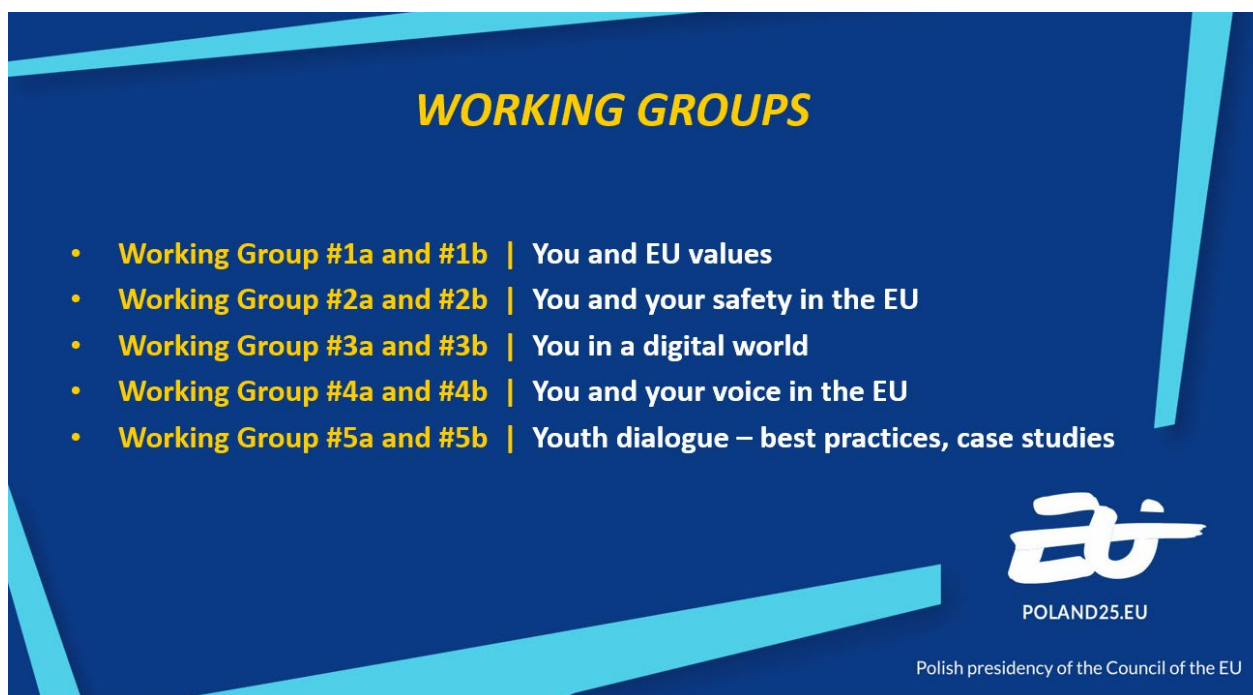 WORKING GROUPS
• Working Group #1a and #1b | You and EU values
• Working Group #2a and #2b | You and your safety in the EU
• Working Group #3a and #3b | You in a digital world
• Working Group #4a and #4b | You and your voice in the EU
• Working Group #5a and #5b | Youth dialogue – best practices, case studies
EU
POLAND25.EU
Polish presidency of the Council of the EU